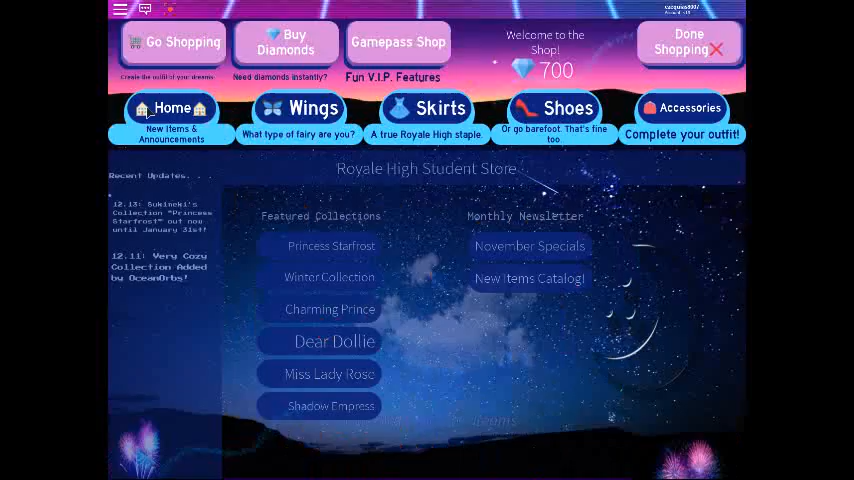 Go Shopping
Create the outfit of your dreams.
Buy
Diamonds
Need diamonds instantly?
Gamepass Shop
Fun V.I.P. Features
Welcome to the
Shop!
700
Done
Shopping
Home
New Items &
Announcements
Wings
What type of fairy are you?
Skirts
A true Royale High staple.
Shoes
Or go barefoot. That's fine
too.
Accessories
Complete your outfit!
Royale High Student Store
Recent Updates. . .
12.13: Sukineki's
Collection "Princess
Starfrost" out now
until January 31st!
12.11: Very Cozy
Collection Added
by OceanOrbs!
Featured Collections
Princess Starfrost
Winter Collection
Charming Prince
Dear Dollie
Miss Lady Rose
Shadow Empress
Monthly Newsletter
November Specials
New Items Catalog!